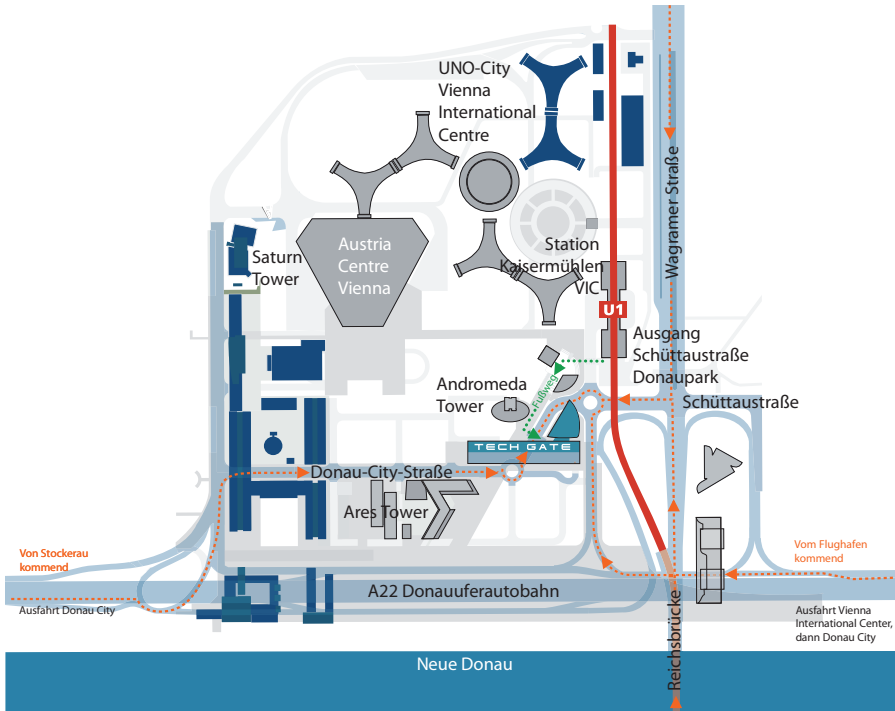 UNO-City
Vienna
International
Centre
Wagramer Straße
Saturn
Tower
Austria
Centre
Vienna
Station
Kaisermühlen
VIC
U1
Ausgang
Schüttaustraße
Donaupark
Andromeda
Tower
Fußweg
Schüttaustraße
TECH GATE
Donau-City-Straße
Ares Tower
Von Stockerau
kommend
Vom Flughafen
kommend
A22 Donauuferautobahn
Ausfahrt Donau City
Ausfahrt Vienna
International Center,
dann Donau City
Reichsbrücke
Neue Donau